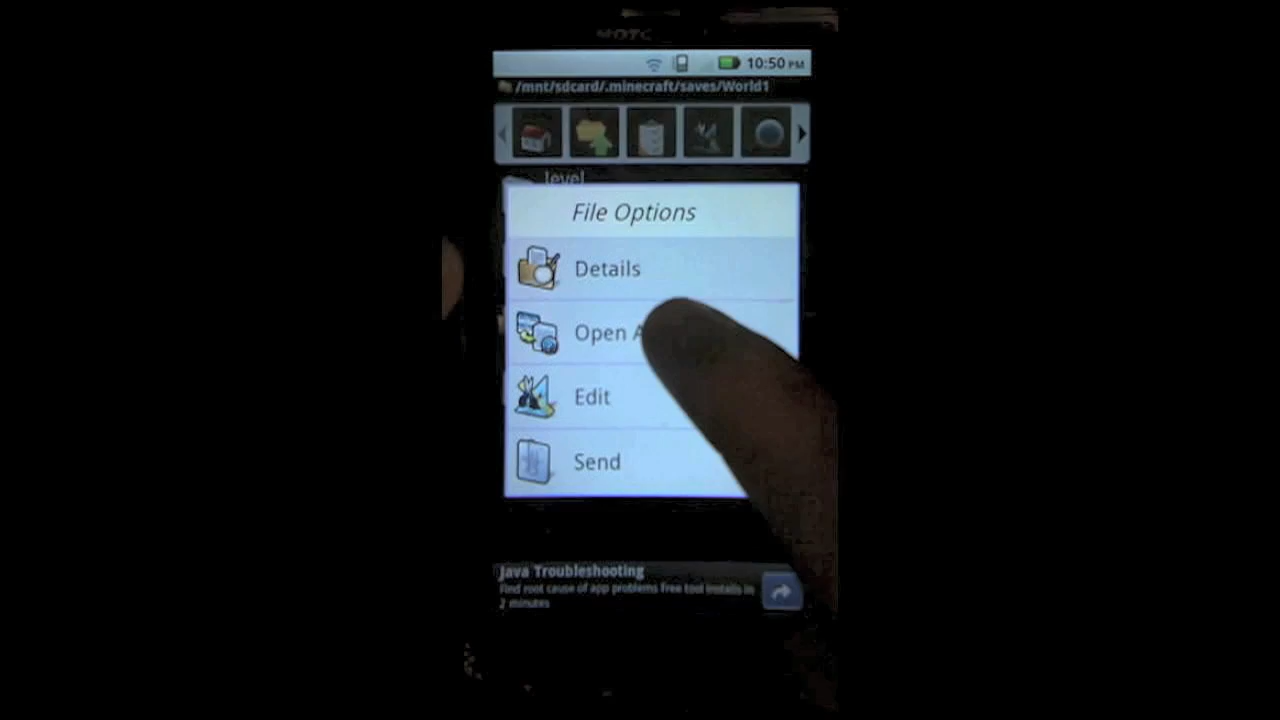 10:50 PM
/mnt/sdcard/.minecraft/saves/World1
level
File Options
Details
Open
Edit
Send
Java Troubleshooting
Find root cause of app problems free tool installs in
2 minutes